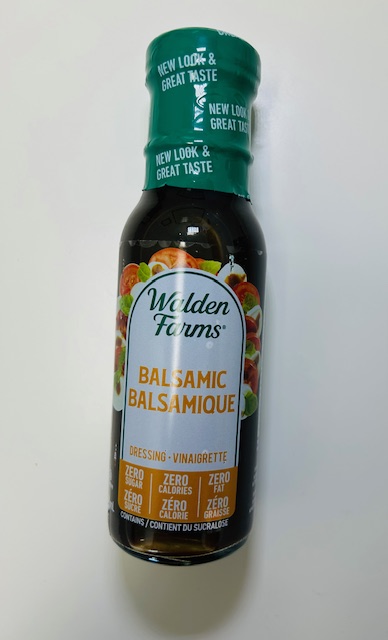 NEW LOOK &
GREAT TASTE
NEW LOOK
GREAT
NEW LOOK &
GREAT TASTE
Walden
Farms®
BALSAMIC
BALSAMIQUE
DRESSING • VINAIGRETTE
ZERO
SUGAR
ZÉRO
SUCRE
ZERO
CALORIES
ZÉRO
CALORIE
ZERO
FAT
ZÉRO
GRAISSE
CONTAINS / CONTIENT DU SUCRALOSE